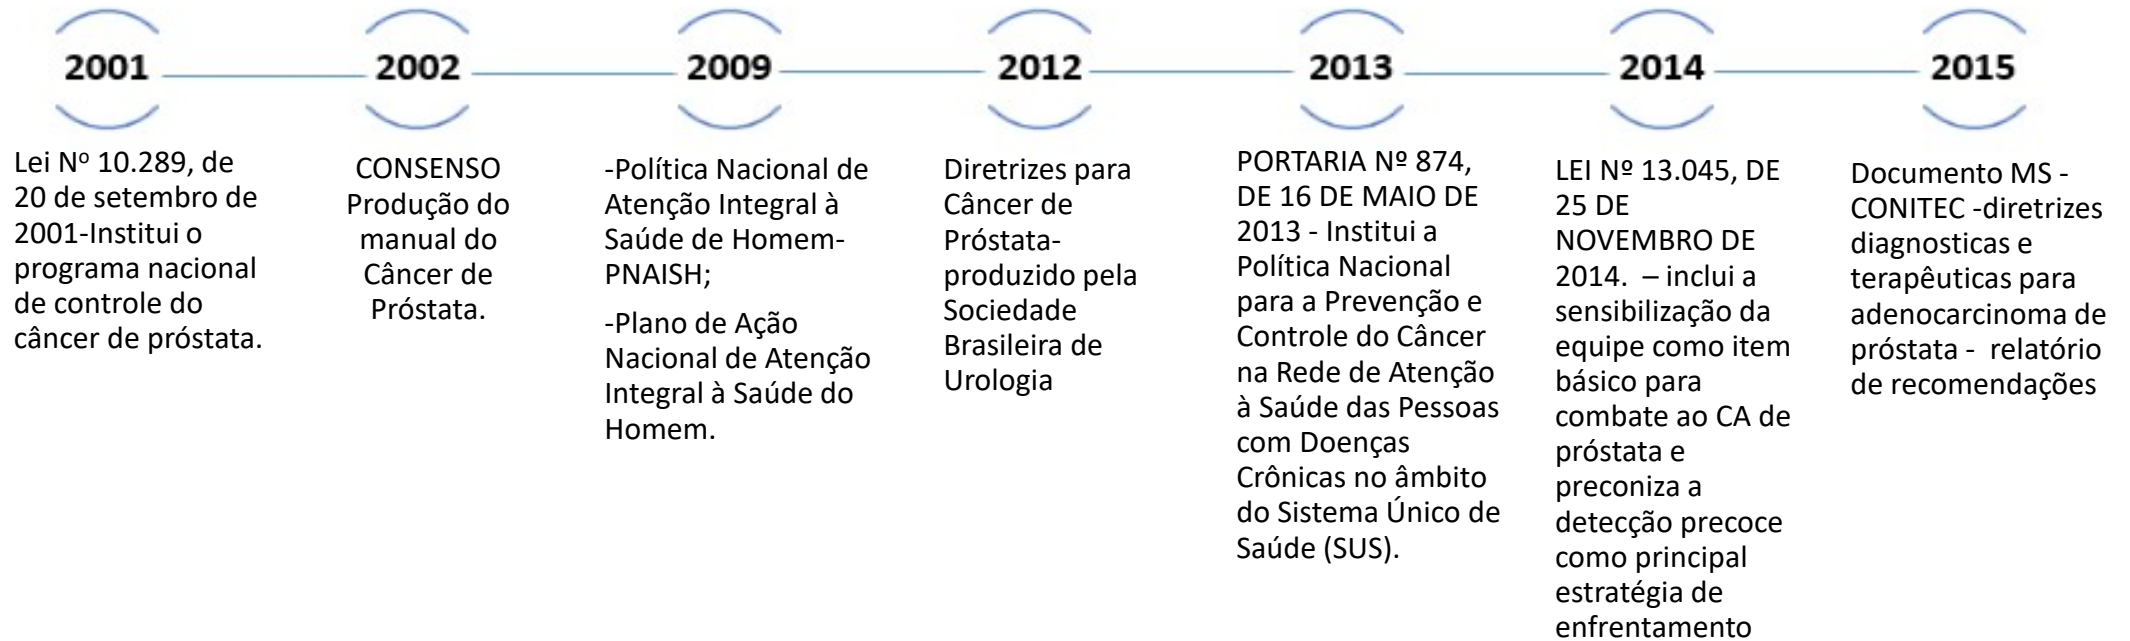 2001
Lei Nº 10.289, de
20 de setembro de
2001-Institui o
programa nacional
de controle do
câncer de próstata.
2002
CONSENSO
Produção do
manual do
Câncer de
Próstata.
2009
-Política Nacional de
Atenção Integral à
Saúde de Homem-
PNAISH;
-Plano de Ação
Nacional de Atenção
Integral à Saúde do
Homem.
2012
Diretrizes para
Câncer de
Próstata-
produzido pela
Sociedade
Brasileira de
Urologia
2013
PORTARIA Nº 874,
DE 16 DE MAIO DE
2013 - Institui a
Política Nacional
para a Prevenção e
Controle do Câncer
na Rede de Atenção
à Saúde das Pessoas
com Doenças
Crônicas no âmbito
do Sistema Único de
Saúde (SUS).
2014
LEI Nº 13.045, DE
25 DE
NOVEMBRO DE
2014. – inclui a
sensibilização da
equipe como item
básico para
combate ao CA de
próstata e
preconiza a
detecção precoce
como principal
estratégia de
enfrentamento
2015
Documento MS -
CONITEC -diretrizes
diagnosticas e
terapêuticas para
adenocarcinoma de
próstata - relatório
de recomendações